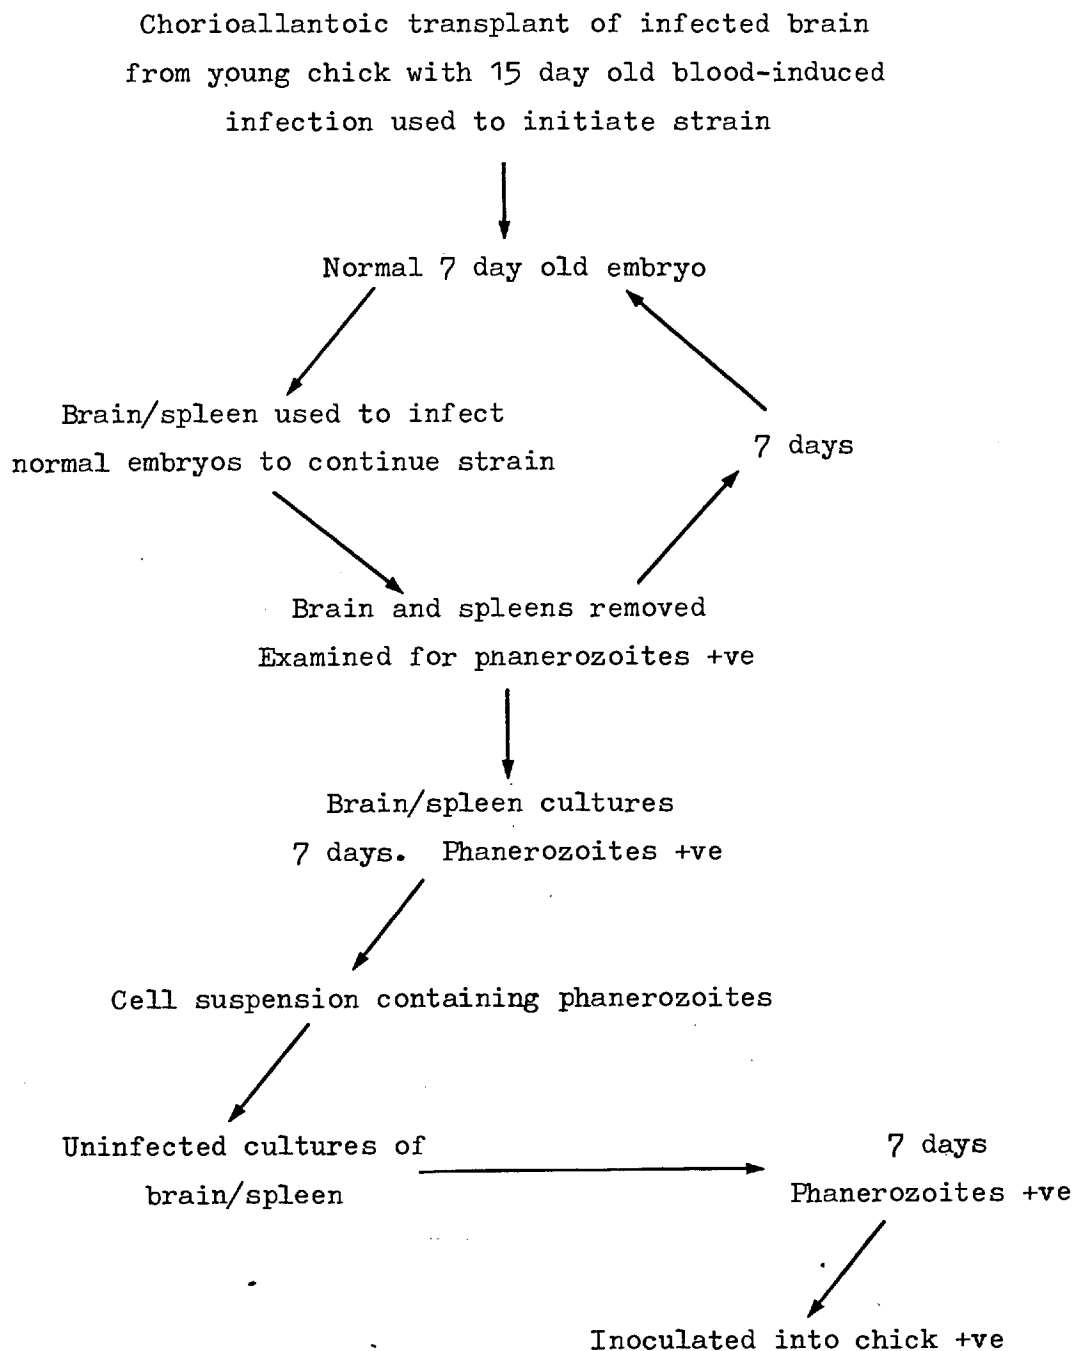 Chorioallantoic transplant of infected brain
from young chick with 15 day old blood-induced
infection used to initiate strain
Normal 7 day old embryo
Brain/spleen used to infect
normal embryos to continue strain
7 days
Brain and spleens removed
Examined for pnanerozoites +ve
Brain/spleen cultures
7 days. Phanerozoites +ve
Cell suspension containing phanerozoites
Uninfected cultures of
brain/spleen
7 days
Phanerozoites +ve
Inoculated into chick +ve